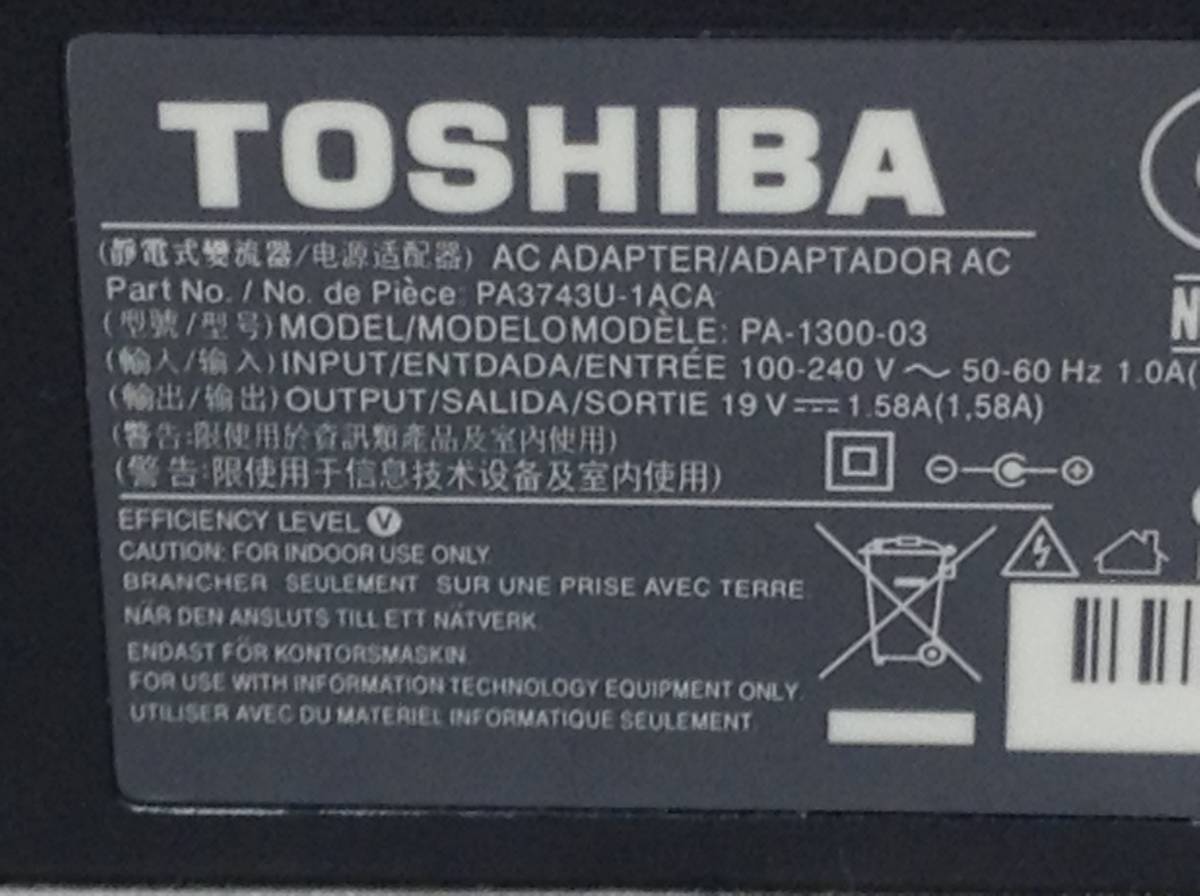 TOSHIBA
(靜電式變流器/电源适配器) AC ADAPTER/ADAPTADOR AC
Part No. / No. de Pièce: PA3743U-1ACA
(型號/型号) MODEL/MODELOMODÈLE: PA-1300-03
(輸入/输入) INPUT/ENTDADA/ENTRÉE 100-240 V ～ 50-60 Hz 1.0A(
(輸出/输出) OUTPUT/SALIDA/SORTIE 19 V⎓1.58A(1,58A)
(警告:限使用於資訊類產品及室內使用)
(警告:限使用于信息技术设备及室内使用)
EFFICIENCY LEVEL V
CAUTION: FOR INDOOR USE ONLY.
BRANCHER SEULEMENT SUR UNE PRISE AVEC TERRE.
NÄR DEN ANSLUTS TILL ETT NÄTVERK.
ENDAST FÖR KONTORSMASKIN.
FOR USE WITH INFORMATION TECHNOLOGY EQUIPMENT ONLY.
UTILISER AVEC DU MATERIEL INFORMATIQUE SEULEMENT.